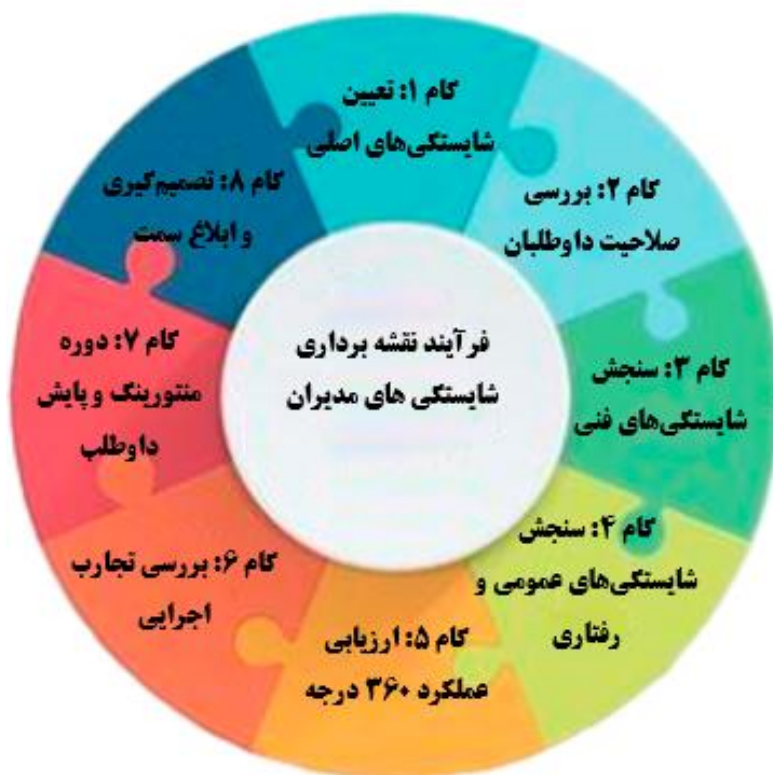 فرآیند نقشه برداری
شایستگی های مدیران
گام ۱: تعیین
شایستگی‌های اصلی
گام ۲: بررسی
صلاحیت داوطلبان
گام ۳: سنجش
شایستگی‌های فنی
گام ۴: سنجش
شایستگی‌های عمومی و
رفتاری
گام ۵: ارزیابی
عملکرد ۳۶۰ درجه
گام ۶: بررسی تجارب
اجرایی
گام ۷: دوره
منتورینگ و پایش
داوطلب
گام ۸: تصمیم‌گیری
و ابلاغ سمت